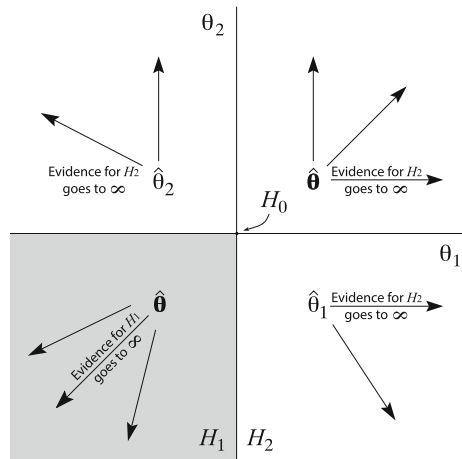 θ₂
Evidence for H₂
goes to ∞
θ̂₂
θ̂
Evidence for H₂
goes to ∞
H₀
θ₁
θ̂
Evidence for H₁
goes to ∞
θ̂₁
Evidence for H₂
goes to ∞
H₁
H₂